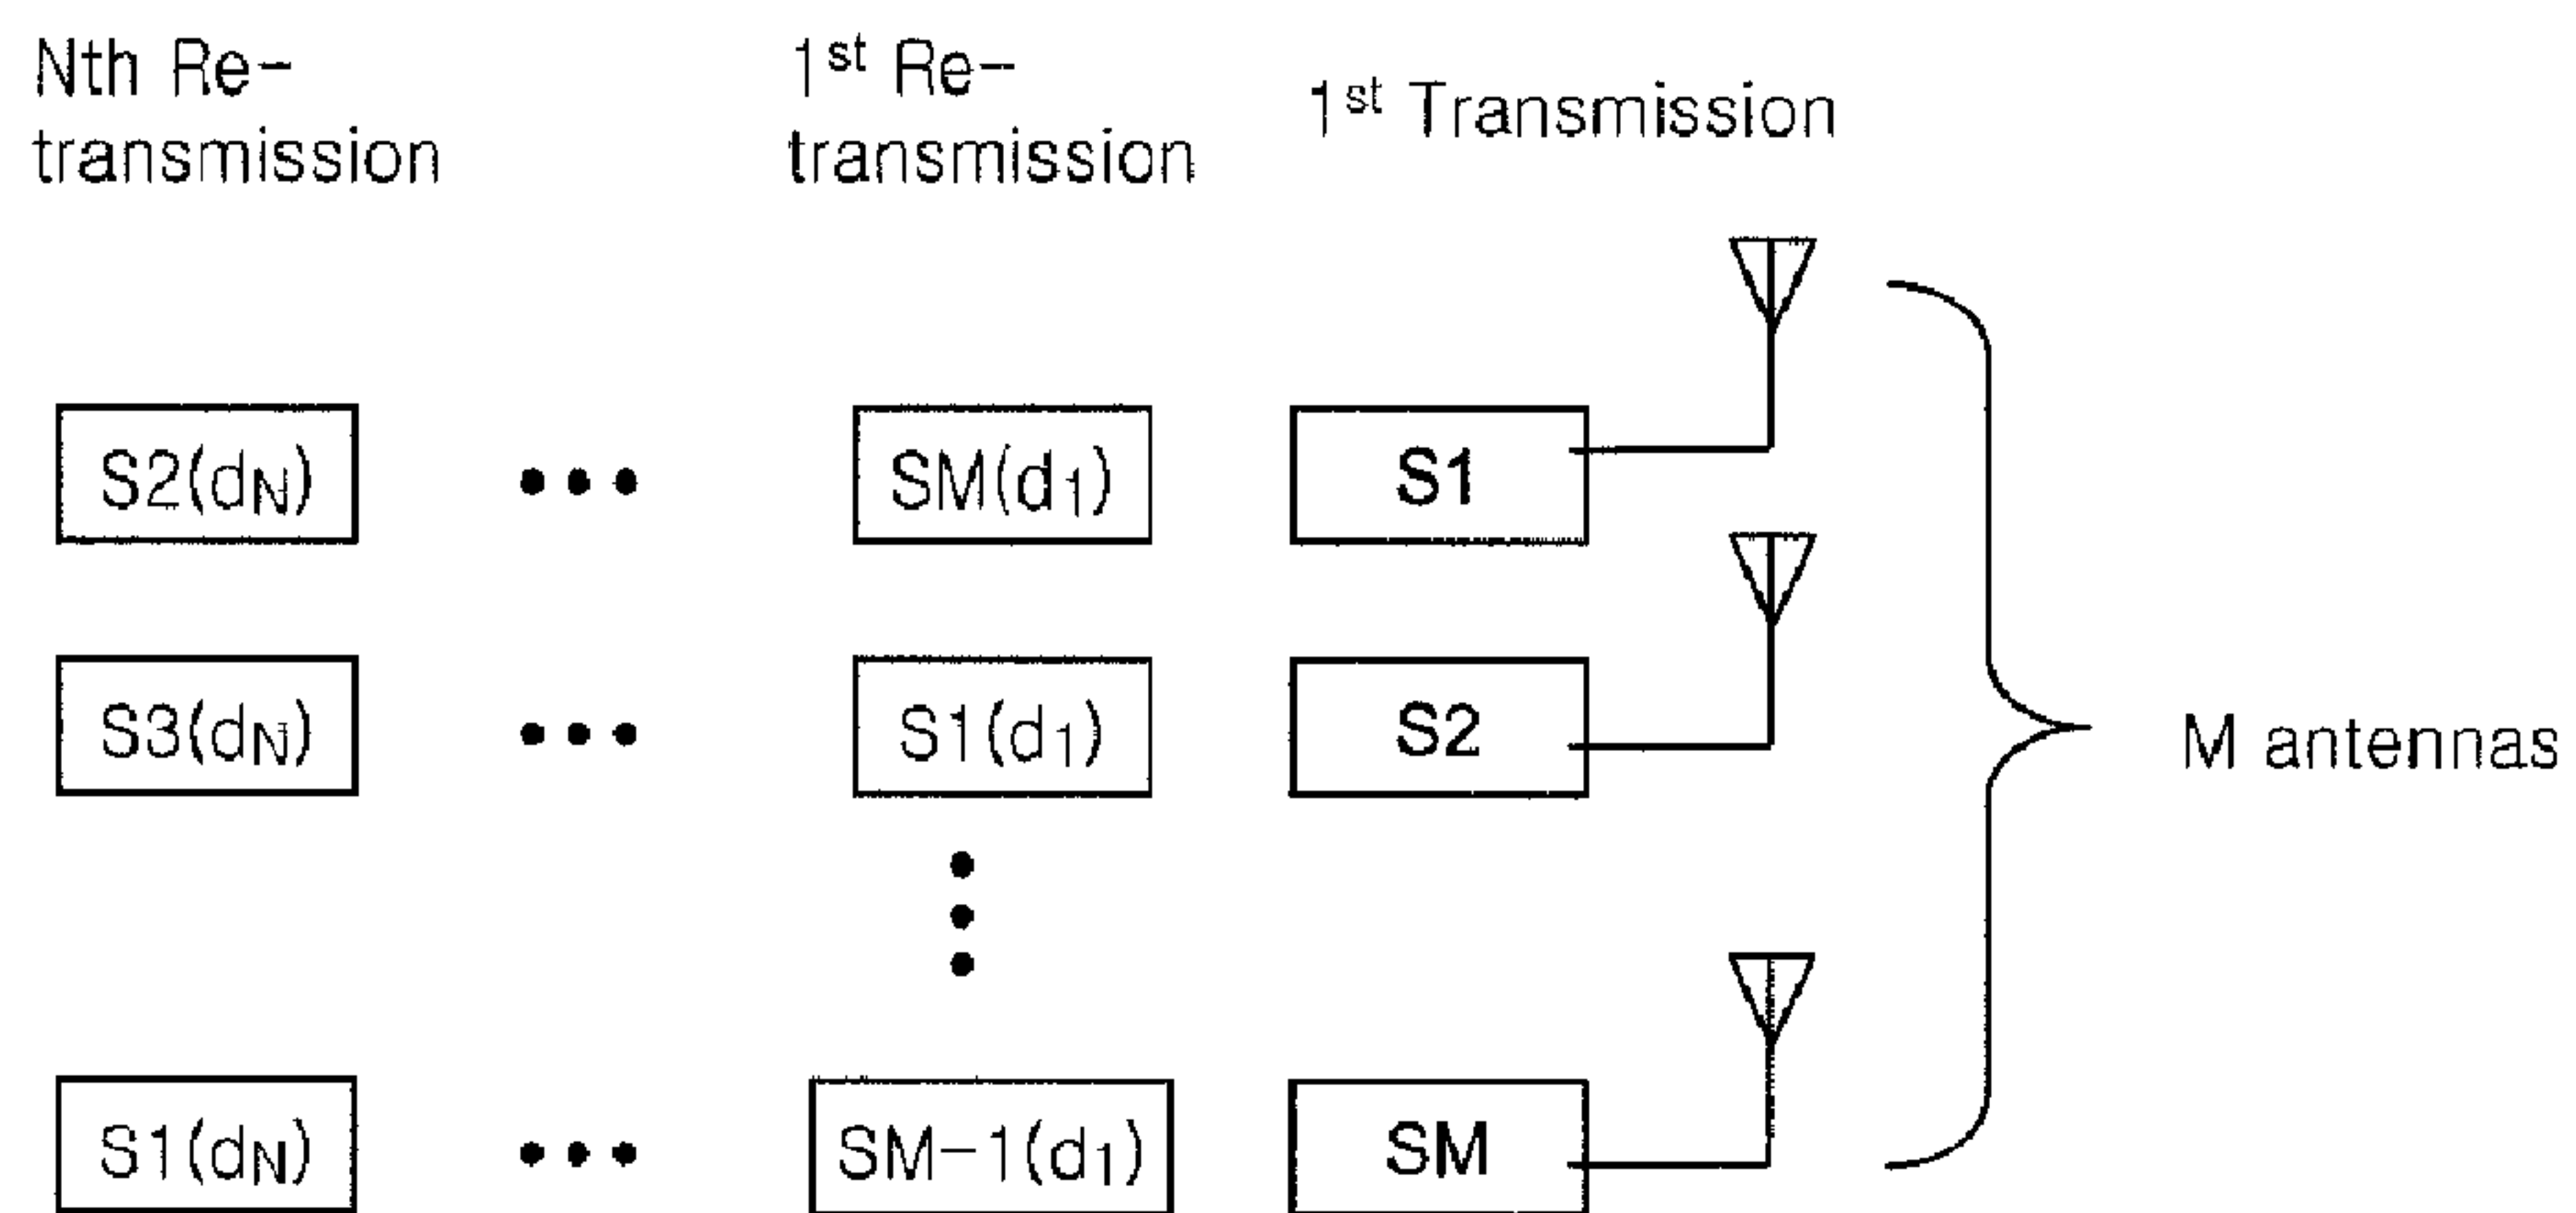 Nth Re-
transmission
1st Re-
transmission
1st Transmission
S2(dN)
SM(d1)
S1
S3(dN)
S1(d1)
S2
M antennas
S1(dN)
SM-1(d1)
SM